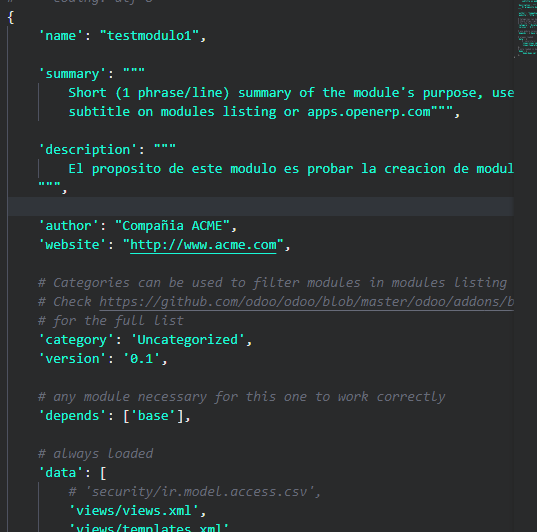 {
'name': "testmodulo1",
'summary': """
Short (1 phrase/line) summary of the module's purpose, use
subtitle on modules listing or apps.openerp.com""",
'description': """
El proposito de este modulo es probar la creacion de modul
""",
'author': "Compañia ACME",
'website': "http://www.acme.com",
# Categories can be used to filter modules in modules listing
# Check https://github.com/odoo/odoo/blob/master/odoo/addons/b
# for the full list
'category': 'Uncategorized',
'version': '0.1',
# any module necessary for this one to work correctly
'depends': ['base'],
# always loaded
'data': [
# 'security/ir.model.access.csv',
'views/views.xml',
'views/templates.xml'